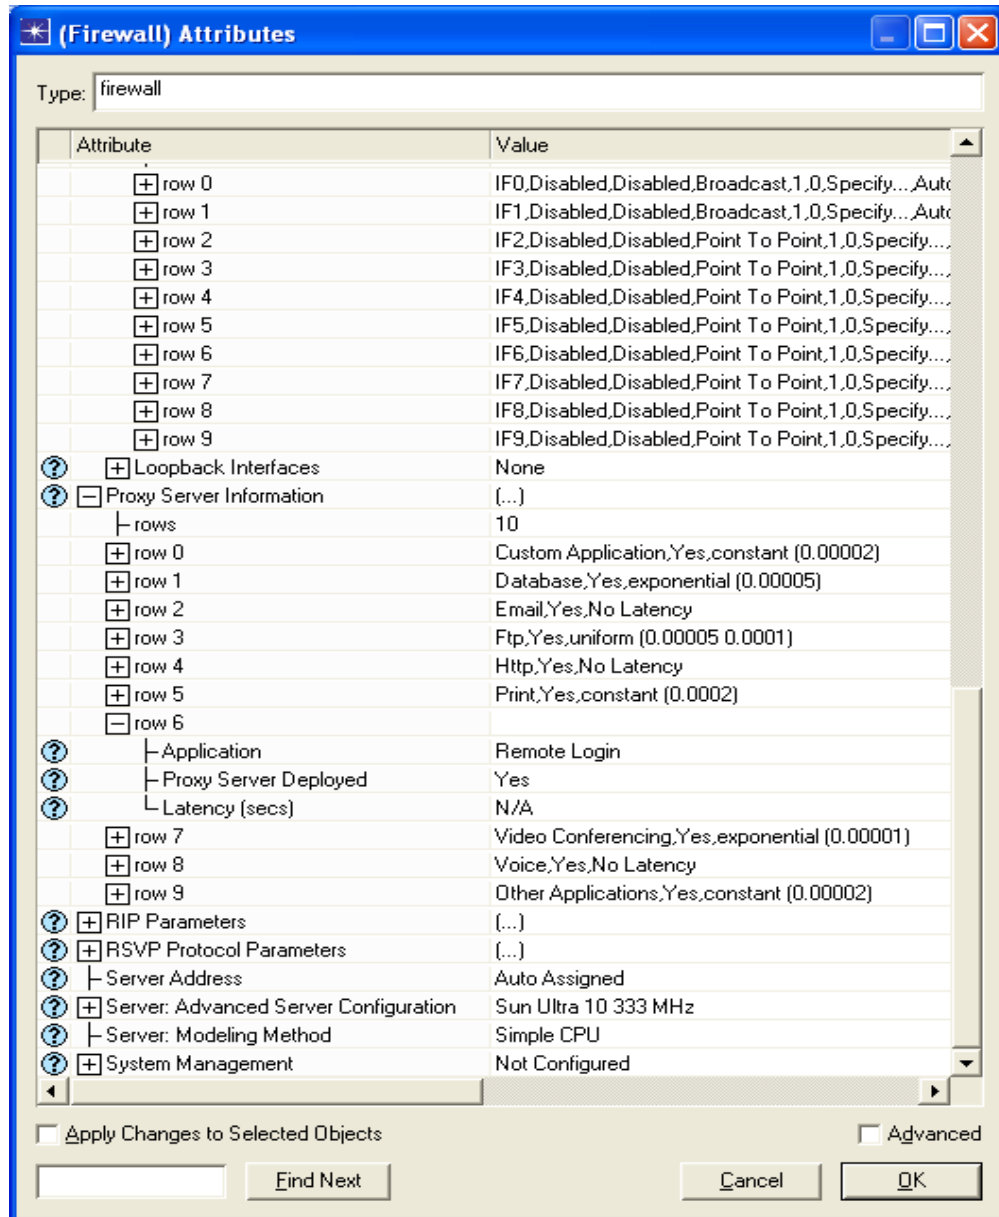 (Firewall) Attributes
Type: firewall
Attribute Value
row 0 IF0,Disabled,Disabled,Broadcast,1,0,Specify...,Auto
row 1 IF1,Disabled,Disabled,Broadcast,1,0,Specify...,Auto
row 2 IF2,Disabled,Disabled,Point To Point,1,0,Specify...,
row 3 IF3,Disabled,Disabled,Point To Point,1,0,Specify...,
row 4 IF4,Disabled,Disabled,Point To Point,1,0,Specify...,
row 5 IF5,Disabled,Disabled,Point To Point,1,0,Specify...,
row 6 IF6,Disabled,Disabled,Point To Point,1,0,Specify...,
row 7 IF7,Disabled,Disabled,Point To Point,1,0,Specify...,
row 8 IF8,Disabled,Disabled,Point To Point,1,0,Specify...,
row 9 IF9,Disabled,Disabled,Point To Point,1,0,Specify...,
Loopback Interfaces None
Proxy Server Information (...)
rows 10
row 0 Custom Application,Yes,constant (0.00002)
row 1 Database,Yes,exponential (0.00005)
row 2 Email,Yes,No Latency
row 3 Ftp,Yes,uniform (0.00005 0.0001)
row 4 Http,Yes,No Latency
row 5 Print,Yes,constant (0.0002)
row 6
Application Remote Login
Proxy Server Deployed Yes
Latency (secs) N/A
row 7 Video Conferencing,Yes,exponential (0.00001)
row 8 Voice,Yes,No Latency
row 9 Other Applications,Yes,constant (0.00002)
RIP Parameters (...)
RSVP Protocol Parameters (...)
Server Address Auto Assigned
Server: Advanced Server Configuration Sun Ultra 10 333 MHz
Server: Modeling Method Simple CPU
System Management Not Configured
Apply Changes to Selected Objects Advanced
Find Next Cancel OK